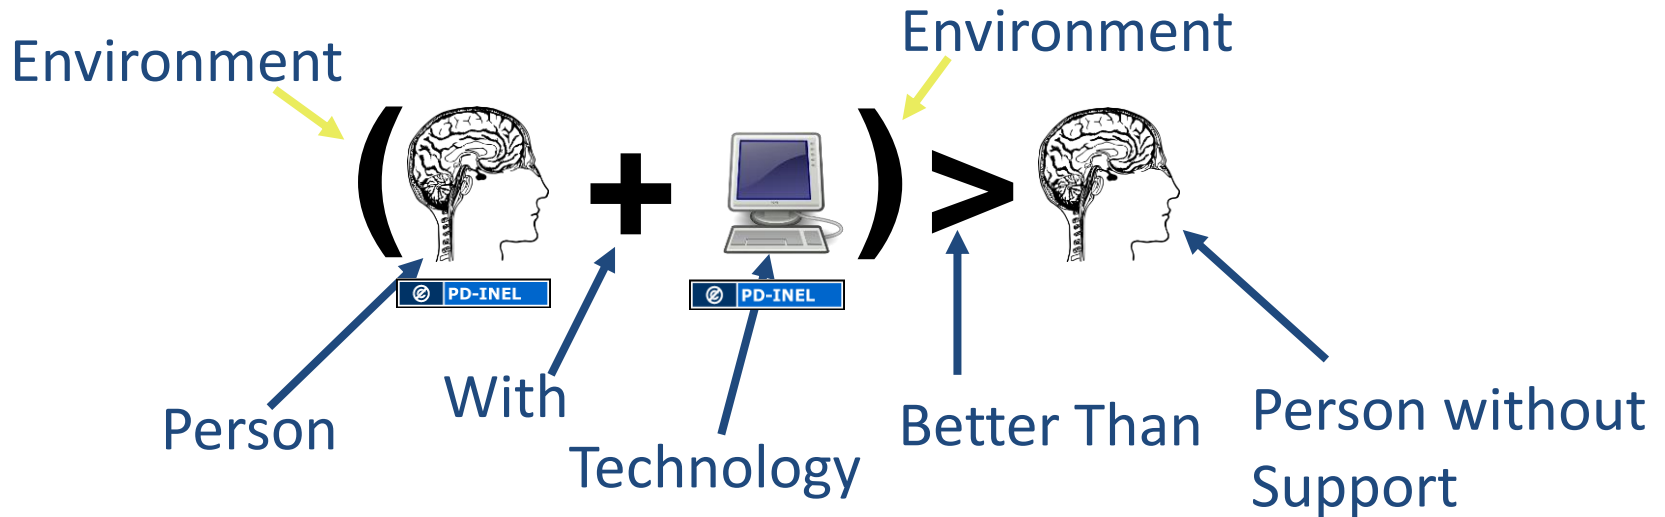 Environment
Environment
( + ) >
PD-INEL
PD-INEL
Person
With
Technology
Better Than
Person without
Support